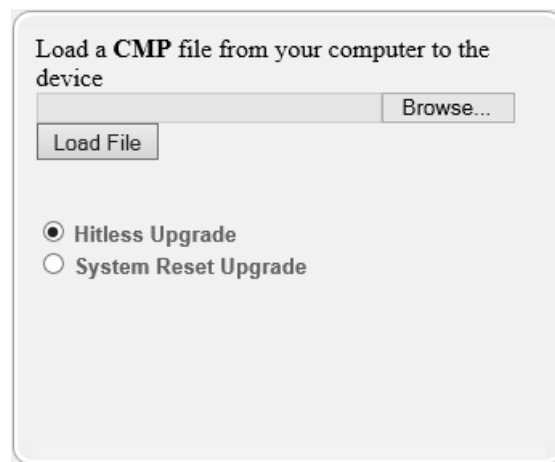 Load a CMP file from your computer to the
device
Browse...
Load File
Hitless Upgrade
System Reset Upgrade